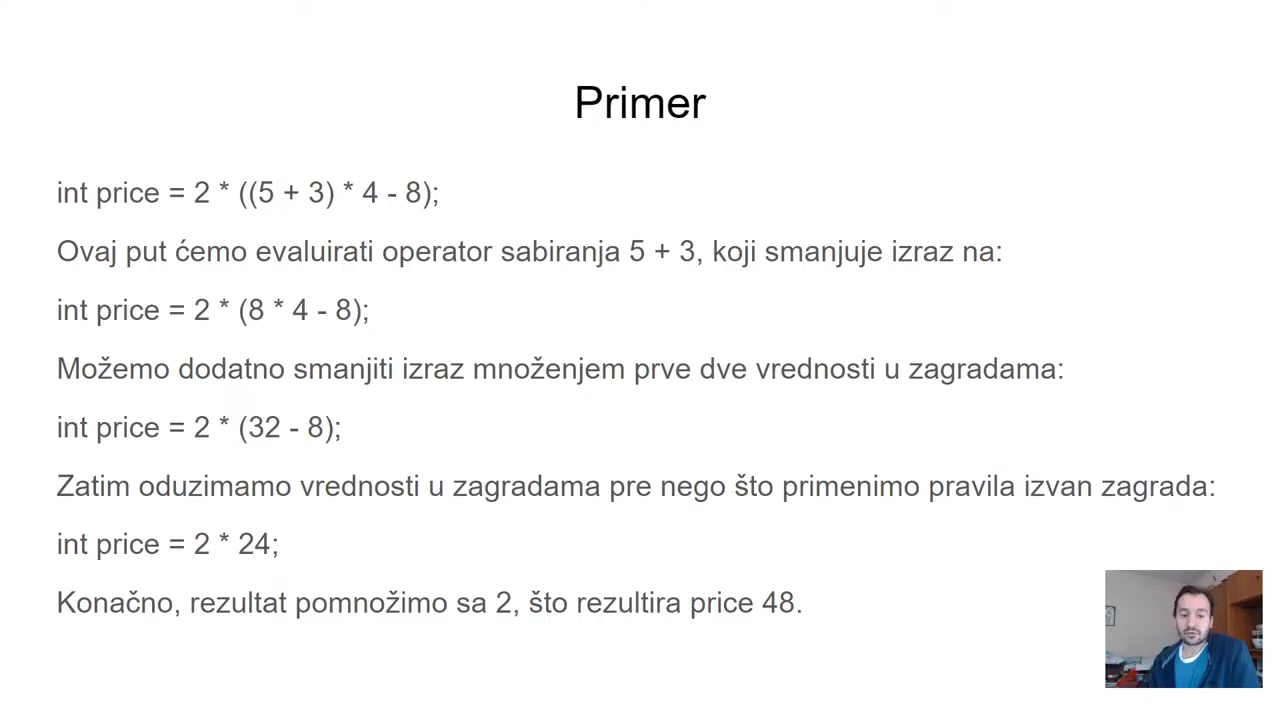 Primer
int price = 2 * ((5 + 3) * 4 - 8);
Ovaj put ćemo evaluirati operator sabiranja 5 + 3, koji smanjuje izraz na:
int price = 2 * (8 * 4 - 8);
Možemo dodatno smanjiti izraz množenjem prve dve vrednosti u zagradama:
int price = 2 * (32 - 8);
Zatim oduzimamo vrednosti u zagradama pre nego što primenimo pravila izvan zagrada:
int price = 2 * 24;
Konačno, rezultat pomnožimo sa 2, što rezultira price 48.